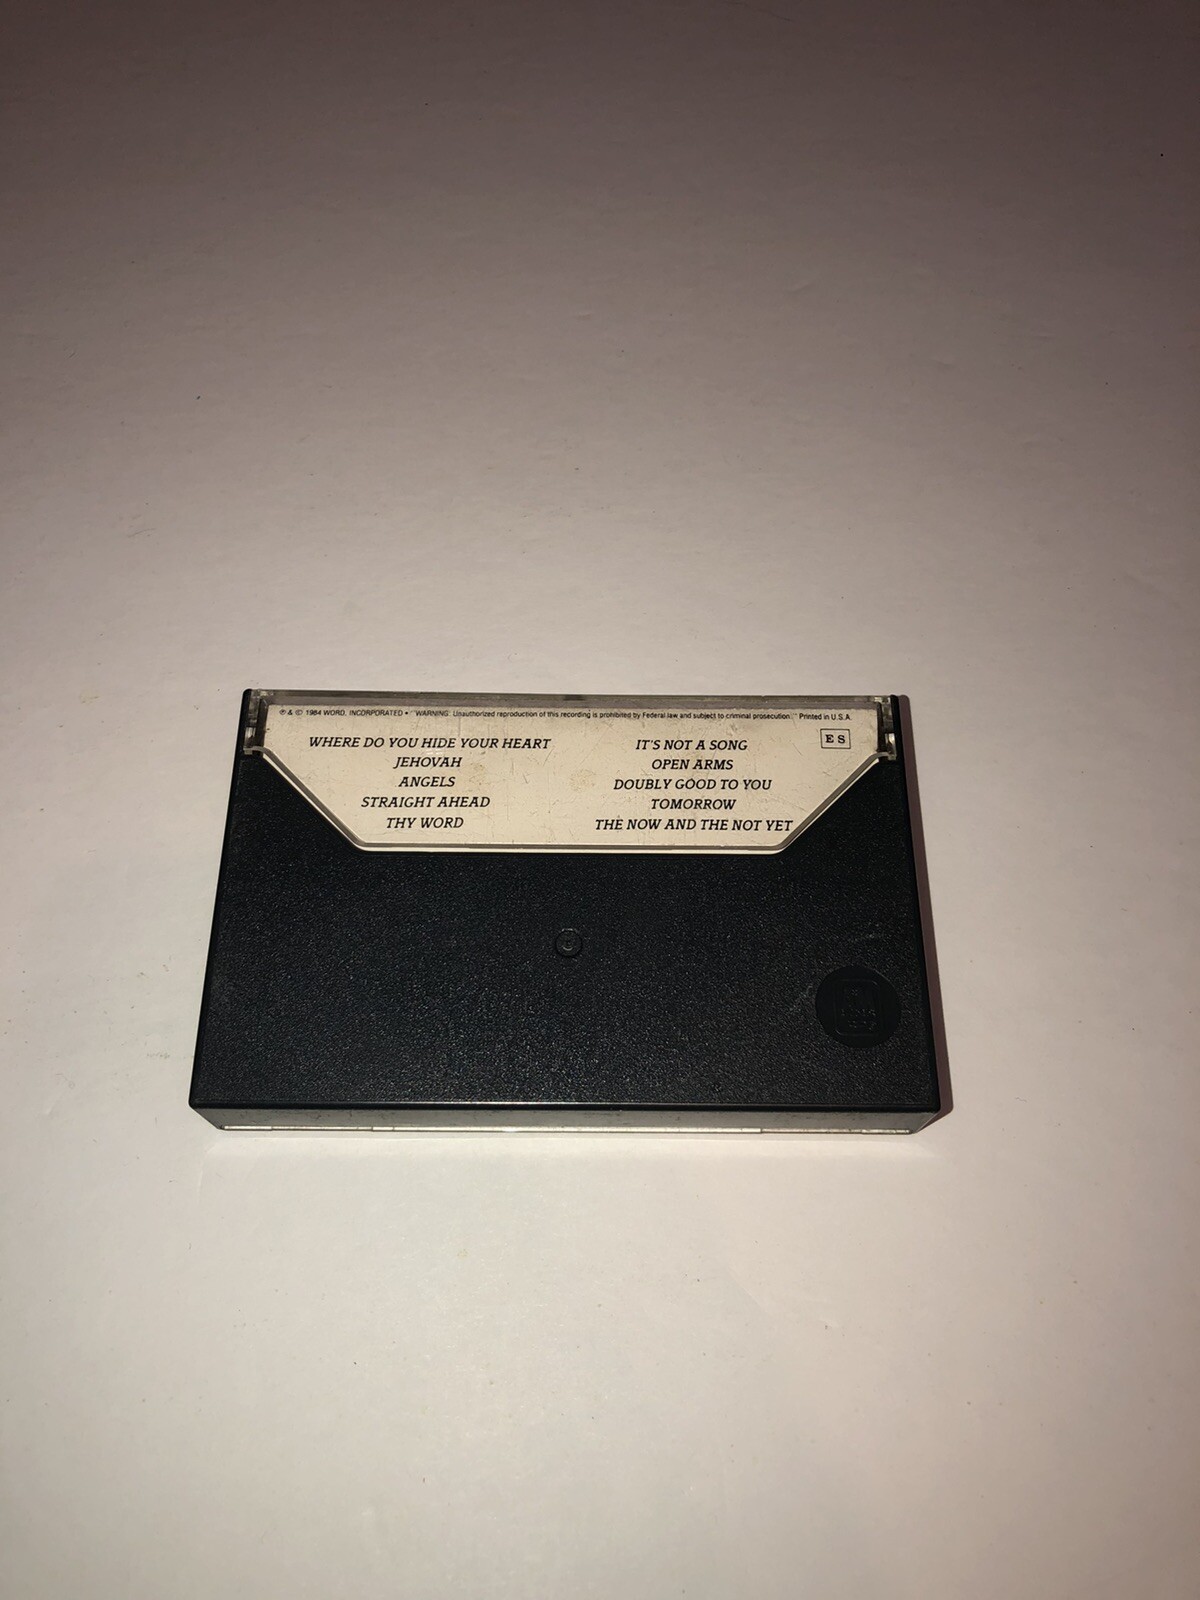 ℗ & © 1984 WORD, INCORPORATED • "WARNING: Unauthorized reproduction of this recording is prohibited by Federal law and subject to criminal prosecution." Printed in U.S.A.
E S
WHERE DO YOU HIDE YOUR HEART
JEHOVAH
ANGELS
STRAIGHT AHEAD
THY WORD
IT'S NOT A SONG
OPEN ARMS
DOUBLY GOOD TO YOU
TOMORROW
THE NOW AND THE NOT YET